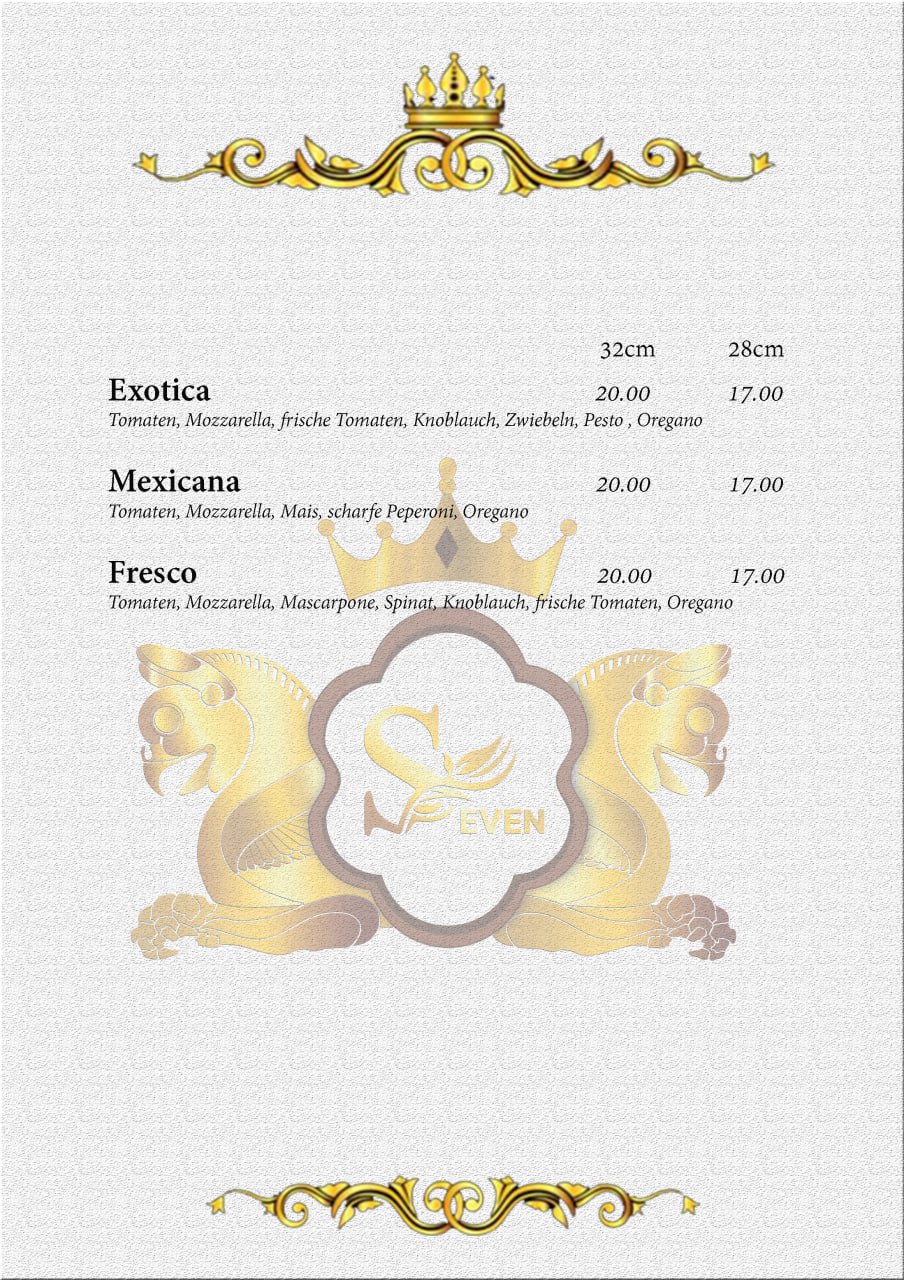 32cm 28cm
Exotica 20.00 17.00
Tomaten, Mozzarella, frische Tomaten, Knoblauch, Zwiebeln, Pesto , Oregano
Mexicana 20.00 17.00
Tomaten, Mozzarella, Mais, scharfe Peperoni, Oregano
Fresco 20.00 17.00
Tomaten, Mozzarella, Mascarpone, Spinat, Knoblauch, frische Tomaten, Oregano
SEVEN